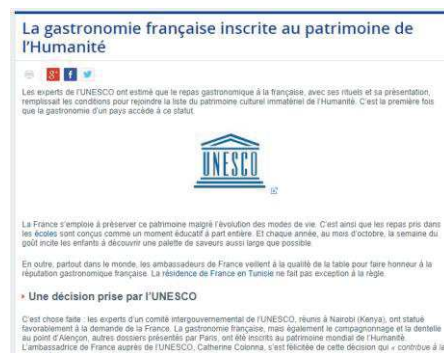 La gastronomie française inscrite au patrimoine de
l'Humanité
Les experts de l'UNESCO ont estimé que le repas gastronomique à la française, avec ses rituels et sa présentation,
remplissait les conditions pour rejoindre la liste du patrimoine culturel immatériel de l'Humanité. C'est la première fois
que la gastronomie d'un pays accède à ce statut.
UNESCO
La France s'emploie à préserver ce patrimoine malgré l'évolution des modes de vie. C'est ainsi que les repas pris dans
les écoles sont conçus comme un moment éducatif à part entière. Et chaque année, au mois d'octobre, la semaine du
goût incite les enfants à découvrir une palette de saveurs aussi large que possible
En outre, partout dans le monde, les ambassadeurs de France veillent à la qualité de la table pour faire honneur à la
réputation gastronomique française. La résidence de France en Tunisie ne fait pas exception à la règle.
Une décision prise par l'UNESCO
C'est chose faite : les experts d'un comité intergouvernemental de l'UNESCO, réunis à Nairobi (Kenya), ont statué
favorablement à la demande de la France. La gastronomie française, mais également le compagnonnage et la dentelle
au point d'Alençon, autres dossiers présentés par Paris, ont été inscrits au patrimoine mondial de l'Humanité.
L'ambassadrice de France auprès de l'UNESCO, Catherine Colonna, s'est félicitée de cette décision qui « contribue à la